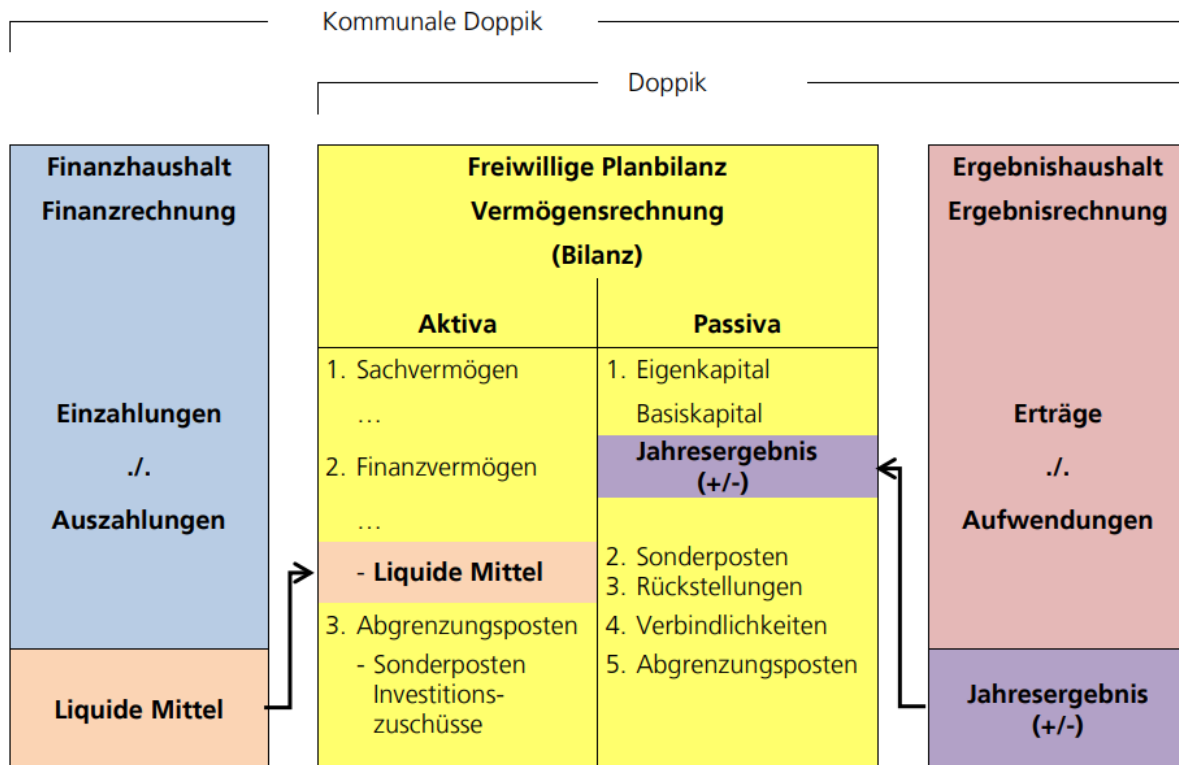 Kommunale Doppik
Doppik
Finanzhaushalt
Finanzrechnung
Einzahlungen
./.
Auszahlungen
Liquide Mittel
Freiwillige Planbilanz
Vermögensrechnung
(Bilanz)
Aktiva
1. Sachvermögen
...
2. Finanzvermögen
...
- Liquide Mittel
3. Abgrenzungsposten
- Sonderposten
Investitions-
zuschüsse
Passiva
1. Eigenkapital
Basiskapital
Jahresergebnis
(+/-)
2. Sonderposten
3. Rückstellungen
4. Verbindlichkeiten
5. Abgrenzungsposten
Ergebnishaushalt
Ergebnisrechnung
Erträge
./.
Aufwendungen
Jahresergebnis
(+/-)